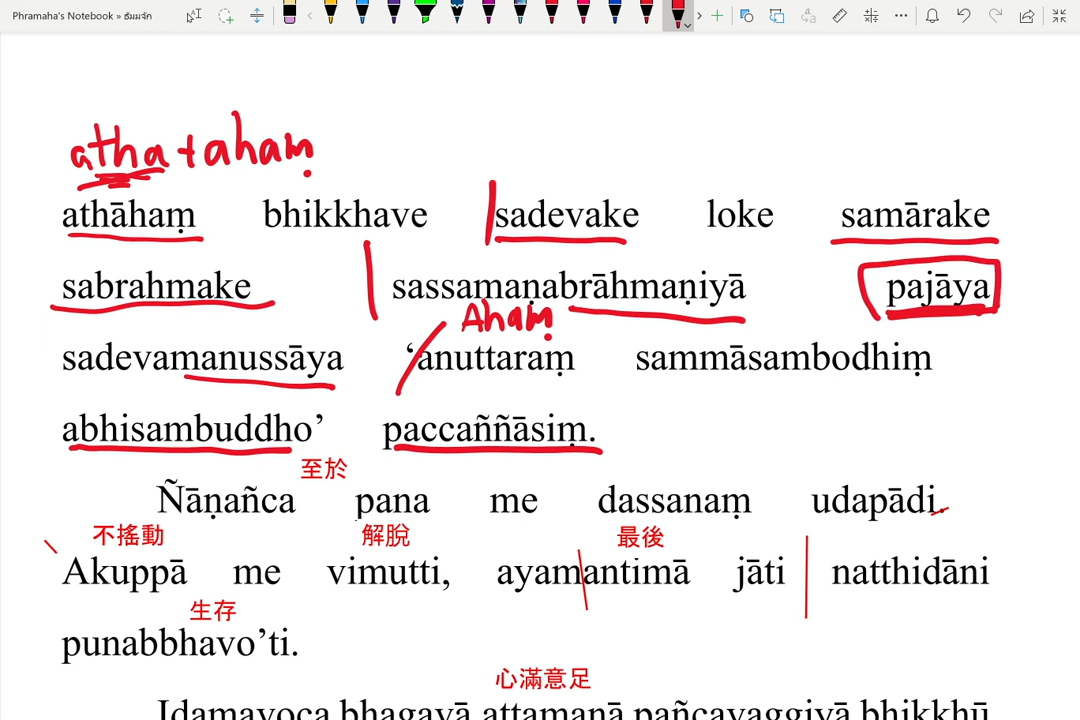 Phramaha's Notebook » ธัมมจัก
atha + ahaṃ
athāhaṃ bhikkhave sadevake loke samārake
sabrahmake sassamaṇabrāhmaṇiyā pajāya
Ahaṃ
sadevamanussāya ‘anuttaraṃ sammāsambodhiṃ
abhisambuddho’ paccaññāsiṃ.
至於
Ñāṇañca pana me dassanaṃ udapādi.
不搖動 解脫 最後
Akuppā me vimutti, ayamantimā jāti natthidāni
生存
punabbhavo’ti.
心滿意足
Idamavoca bhagavā attamanā pañcavaggiyā bhikkhū